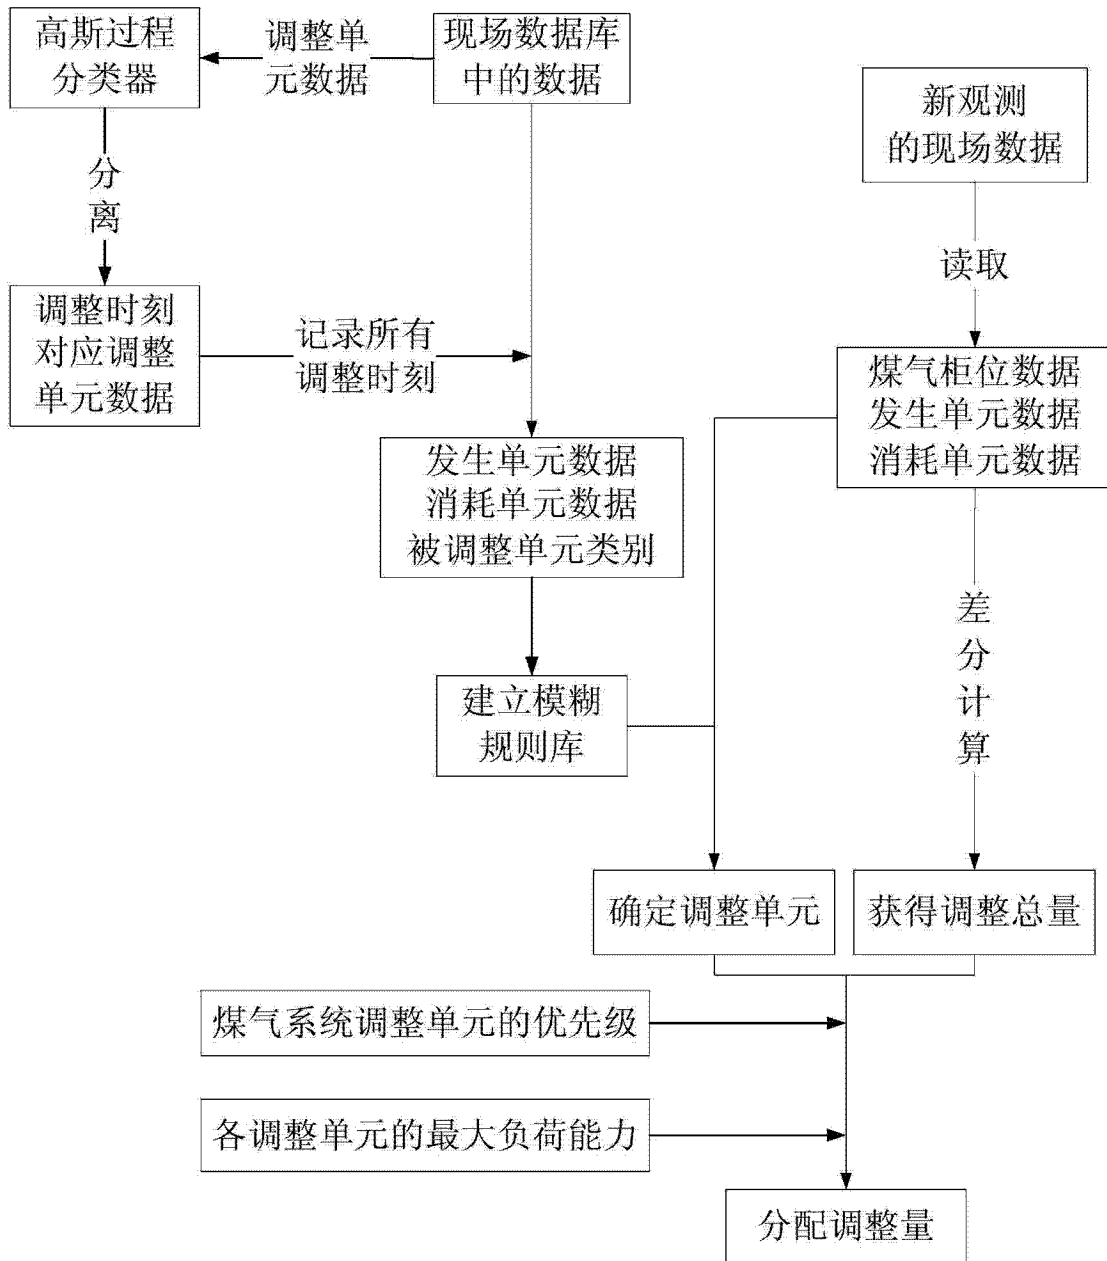 高斯过程
分类器
调整单
元数据
现场数据库
中的数据
新观测
的现场数据
分
离
读取
调整时刻
对应调整
单元数据
记录所有
调整时刻
煤气柜位数据
发生单元数据
消耗单元数据
发生单元数据
消耗单元数据
被调整单元类别
差
分
计
算
建立模糊
规则库
确定调整单元
获得调整总量
煤气系统调整单元的优先级
各调整单元的最大负荷能力
分配调整量